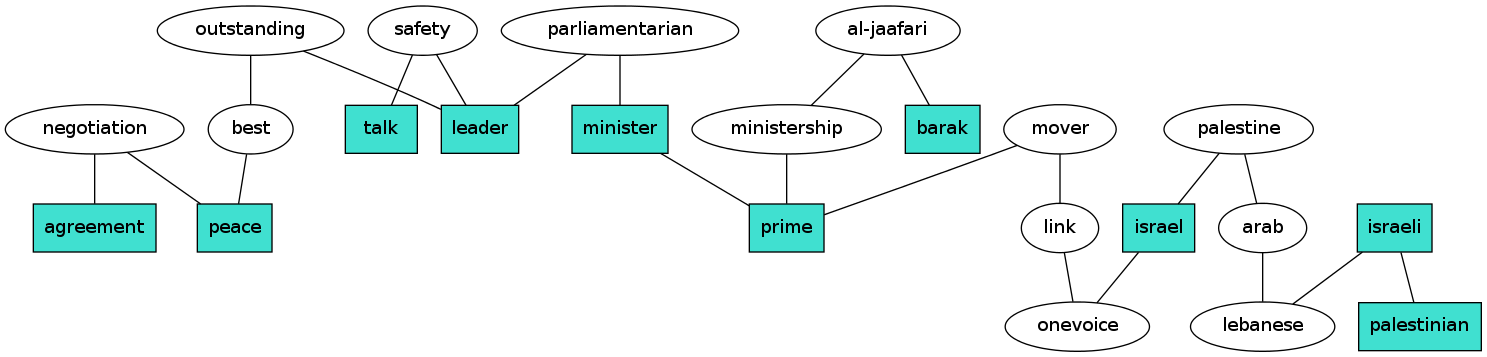 outstanding
safety
parliamentarian
al-jaafari
negotiation
best
talk
leader
minister
ministership
barak
mover
palestine
agreement
peace
prime
link
israel
arab
israeli
onevoice
lebanese
palestinian